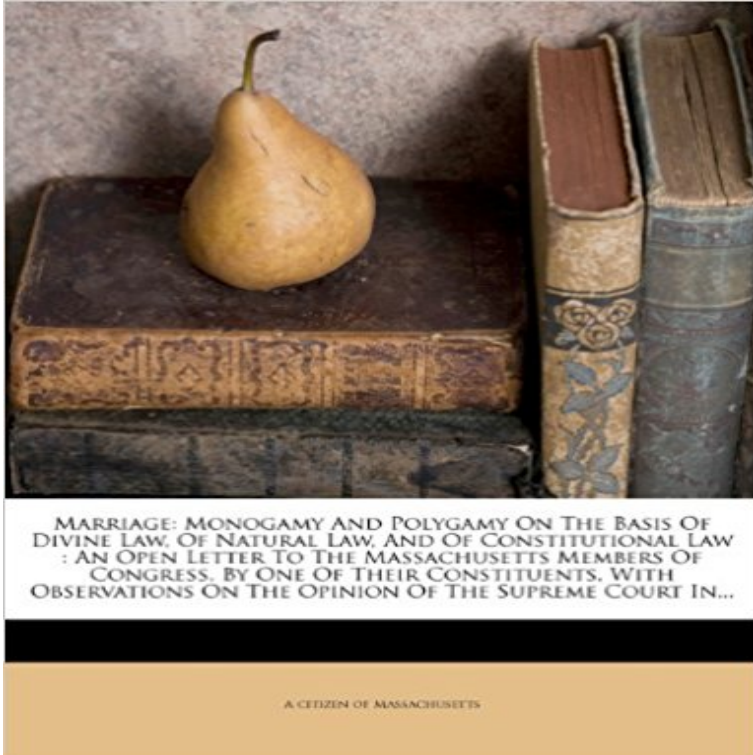 Marriage: Monogamy And Polygamy On The Basis Of
Divine Law, Of Natural Law, And Of Constitutional Law
: An Open Letter To The Massachusetts Members Of
Congress, By One Of Their Constituents, With
Observations On The Opinion Of The Supreme Court In...
A Citizen of Massachusetts